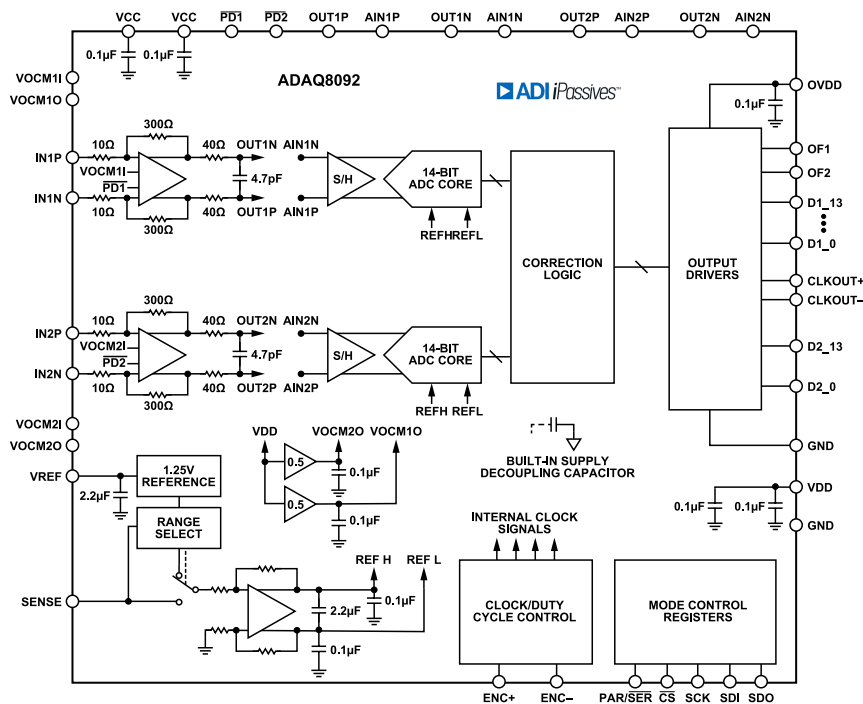 VCC VCC PD1 PD2 OUT1P AIN1P OUT1N AIN1N OUT2P AIN2P OUT2N AIN2N
0.1µF 0.1µF
ADAQ8092
ADI iPassives™
VOCM1I
VOCM1O
OVDD
0.1µF
300Ω
10Ω 40Ω OUT1N AIN1N
IN1P
VOCM1I
PD1
4.7pF
S/H
14-BIT
ADC CORE
IN1N
10Ω 40Ω OUT1P AIN1P
300Ω
REFH REFL
CORRECTION
LOGIC
OUTPUT
DRIVERS
OF1
OF2
D1_13
D1_0
CLKOUT+
CLKOUT–
D2_13
D2_0
GND
300Ω
10Ω 40Ω OUT2N AIN2N
IN2P
VOCM2I
PD2
4.7pF
S/H
14-BIT
ADC CORE
IN2N
10Ω 40Ω OUT2P AIN2P
300Ω
REFH REFL
VOCM2I
VOCM2O
VDD VOCM2O VOCM1O
0.5
0.1µF
0.5
0.1µF
BUILT-IN SUPPLY
DECOUPLING CAPACITOR
VREF
2.2µF
1.25V
REFERENCE
RANGE
SELECT
SENSE
REF H REF L
2.2µF
0.1µF
0.1µF
VDD
0.1µF 0.1µF
GND
INTERNAL CLOCK
SIGNALS
CLOCK/DUTY
CYCLE CONTROL
MODE CONTROL
REGISTERS
ENC+ ENC– PAR/SER CS SCK SDI SDO